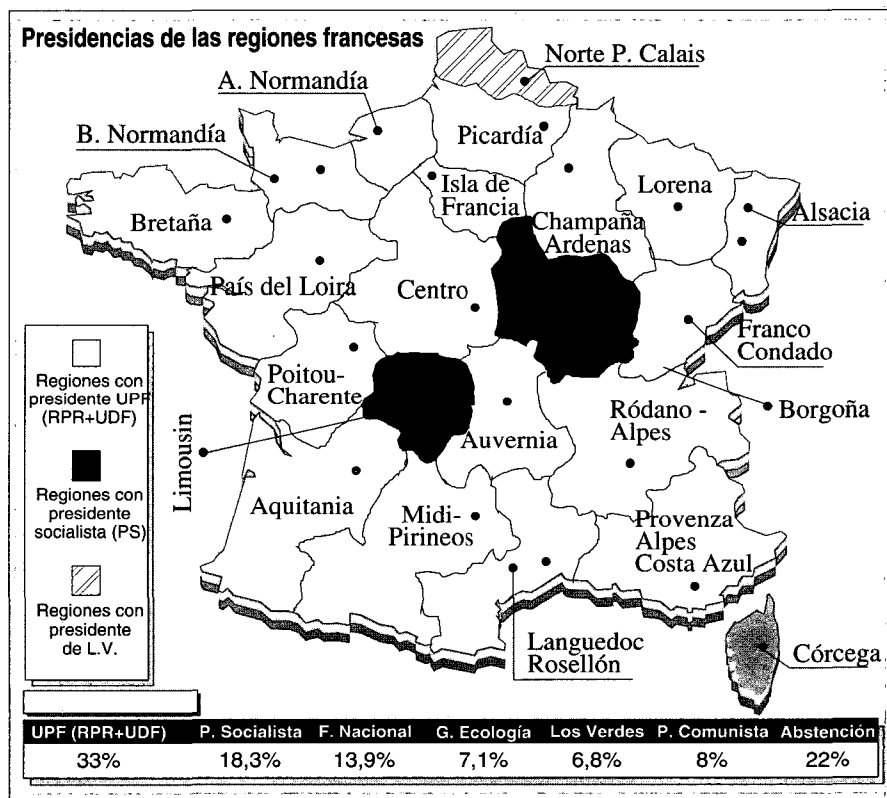 Presidencias de las regiones francesas
Norte P. Calais
A. Normandía
Picardía
B. Normandía
Isla de
Francia
Lorena
Alsacia
Bretaña
Champaña
Ardenas
País del Loira
Centro
Franco
Condado
Poitou-
Charente
Borgoña
Ródano -
Alpes
Auvernia
Limousin
Aquitania
Midi-
Pirineos
Provenza
Alpes
Costa Azul
Languedoc
Rosellón
Córcega
Regiones con
presidente UPF
(RPR+UDF)
Regiones con
presidente
socialista (PS)
Regiones con
presidente
de L.V.
UPF (RPR+UDF) P. Socialista F. Nacional G. Ecología Los Verdes P. Comunista Abstención
33% 18,3% 13,9% 7,1% 6,8% 8% 22%